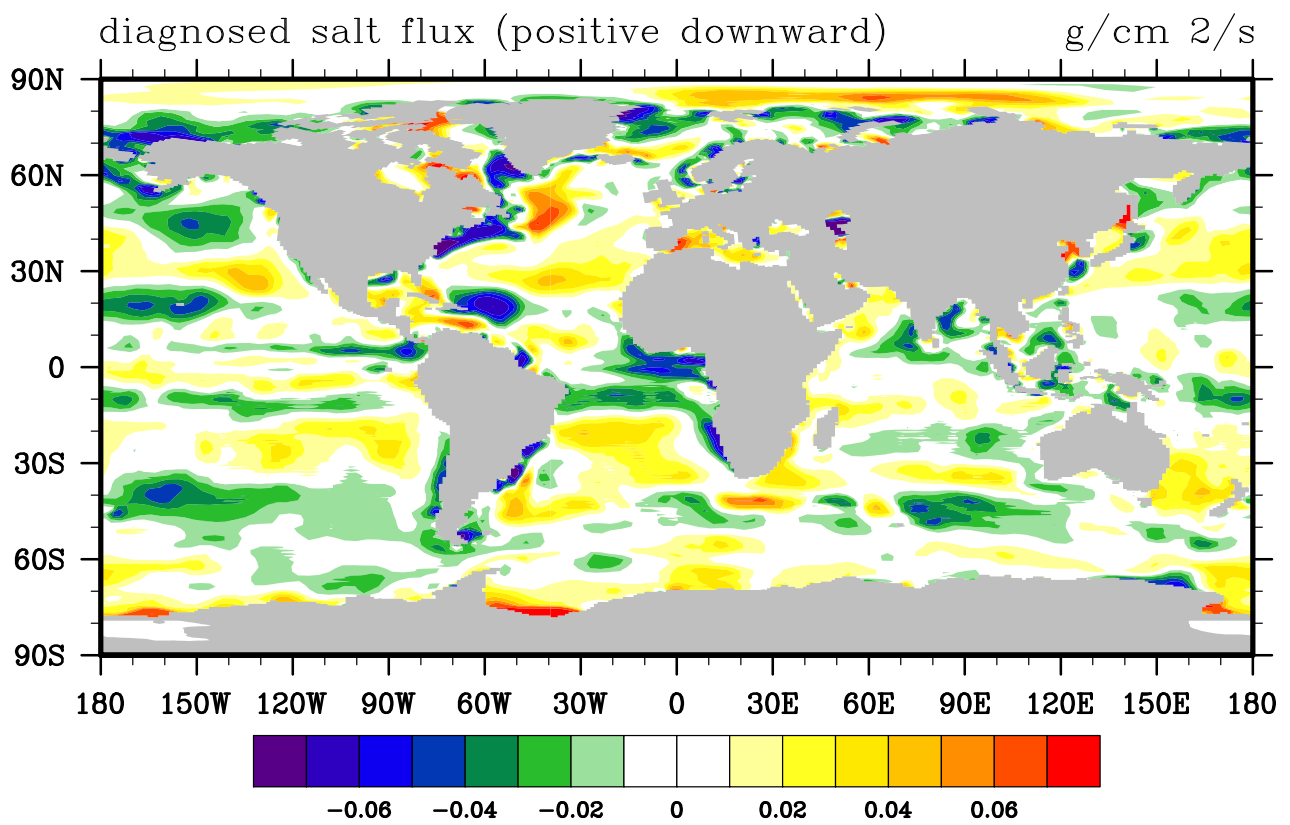 diagnosed salt flux (positive downward) g/cm 2/s
90N
60N
30N
0
30S
60S
90S
180 150W 120W 90W 60W 30W 0 30E 60E 90E 120E 150E 180
−0.06 −0.04 −0.02 0 0.02 0.04 0.06